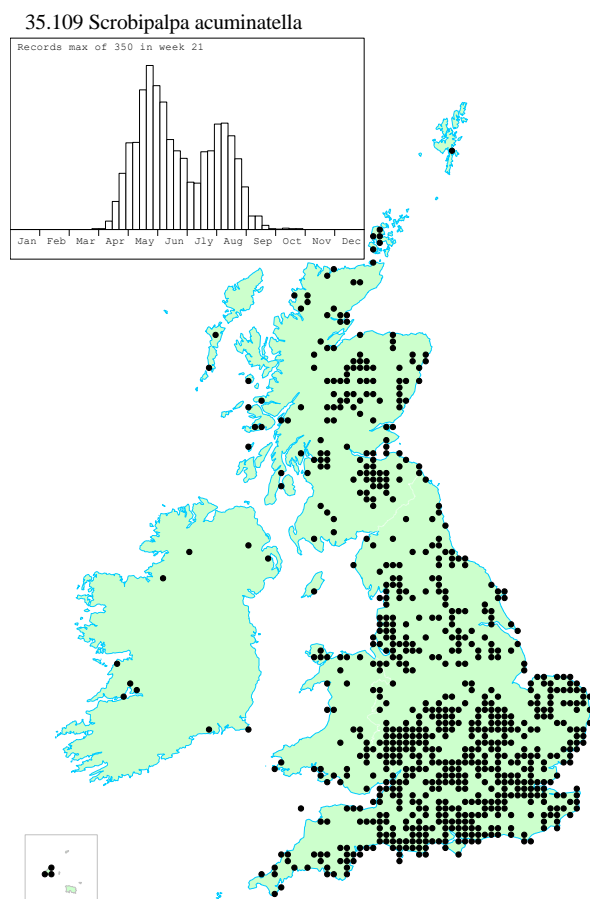 35.109 Scrobipalpa acuminatella
Records max of 350 in week 21
Jan Feb Mar Apr May Jun Jly Aug Sep Oct Nov Dec